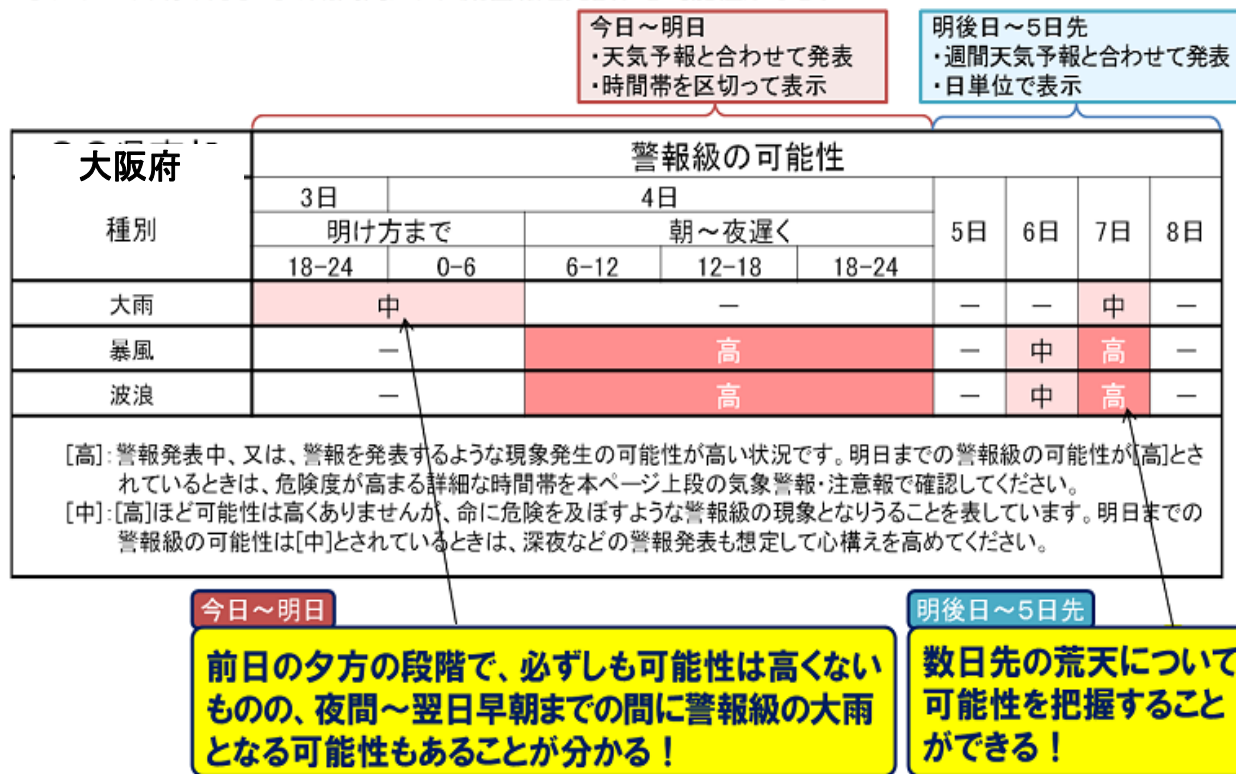 今日~明日
・天気予報と合わせて発表
・時間帯を区切って表示
明後日~5日先
・週間天気予報と合わせて発表
・日単位で表示
大阪府
警報級の可能性
種別
3日
4日
5日
6日
7日
8日
明け方まで
朝~夜遅く
18-24
0-6
6-12
12-18
18-24
大雨
中
-
-
-
中
-
暴風
-
高
-
中
高
-
波浪
-
高
-
中
高
-
[高]:警報発表中、又は、警報を発表するような現象発生の可能性が高い状況です。明日までの警報級の可能性が[高]とさ
れているときは、危険度が高まる詳細な時間帯を本ページ上段の気象警報・注意報で確認してください。
[中]:[高]ほど可能性は高くありませんが、命に危険を及ぼすような警報級の現象となりうることを表しています。明日までの
警報級の可能性は[中]とされているときは、深夜などの警報発表も想定して心構えを高めてください。
今日~明日
前日の夕方の段階で、必ずしも可能性は高くない
ものの、夜間~翌日早朝までの間に警報級の大雨
となる可能性もあることが分かる!
明後日~5日先
数日先の荒天について
可能性を把握すること
ができる!